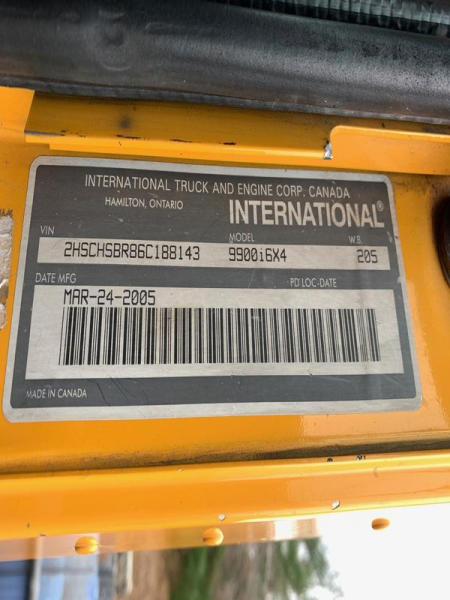 INTERNATIONAL TRUCK AND ENGINE CORP. CANADA
HAMILTON, ONTARIO INTERNATIONAL®
VIN MODEL W.B.
2HSCHSBR86C188143 9900i6X4 205
DATE MFG PD LOC-DATE
MAR-24-2005
MADE IN CANADA